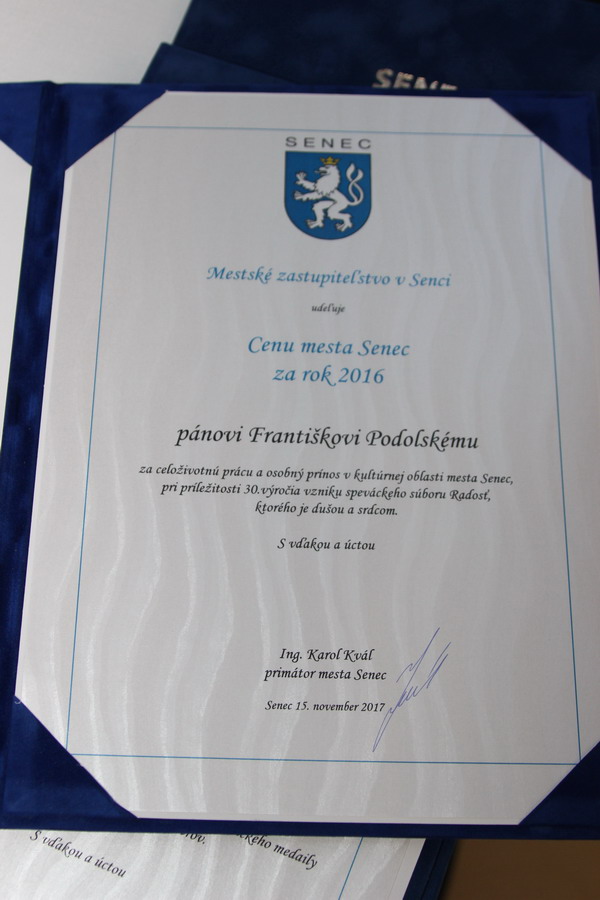 SENEC
Mestské zastupiteľstvo v Senci
udeľuje
Cenu mesta Senec
za rok 2016
pánovi Františkovi Podolskému
za celoživotnú prácu a osobný prínos v kultúrnej oblasti mesta Senec,
pri príležitosti 30.výročia vzniku speváckeho súboru Radosť,
ktorého je dušou a srdcom.
S vďakou a úctou
Ing. Karol Kvál
primátor mesta Senec
Senec 15. november 2017
medaily
S vďakou a úctou